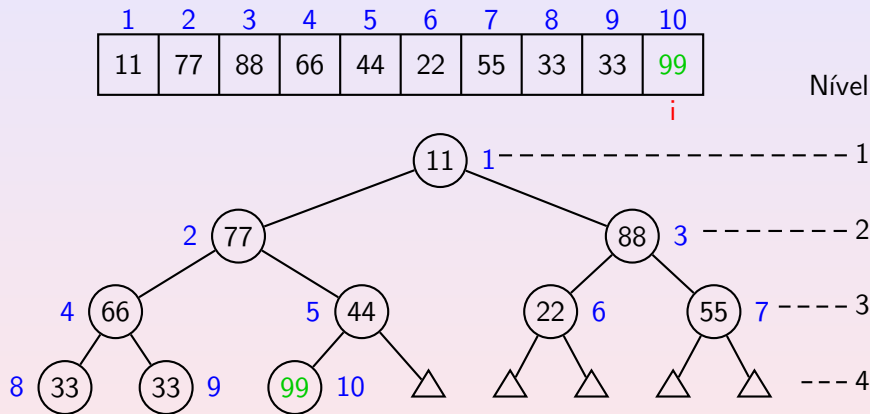 1 2 3 4 5 6 7 8 9 10
11 77 88 66 44 22 55 33 33 99
Nível
i
11 1 1
2 77 88 3 2
4 66 5 44 22 6 55 7 3
8 33 33 9 99 10 4